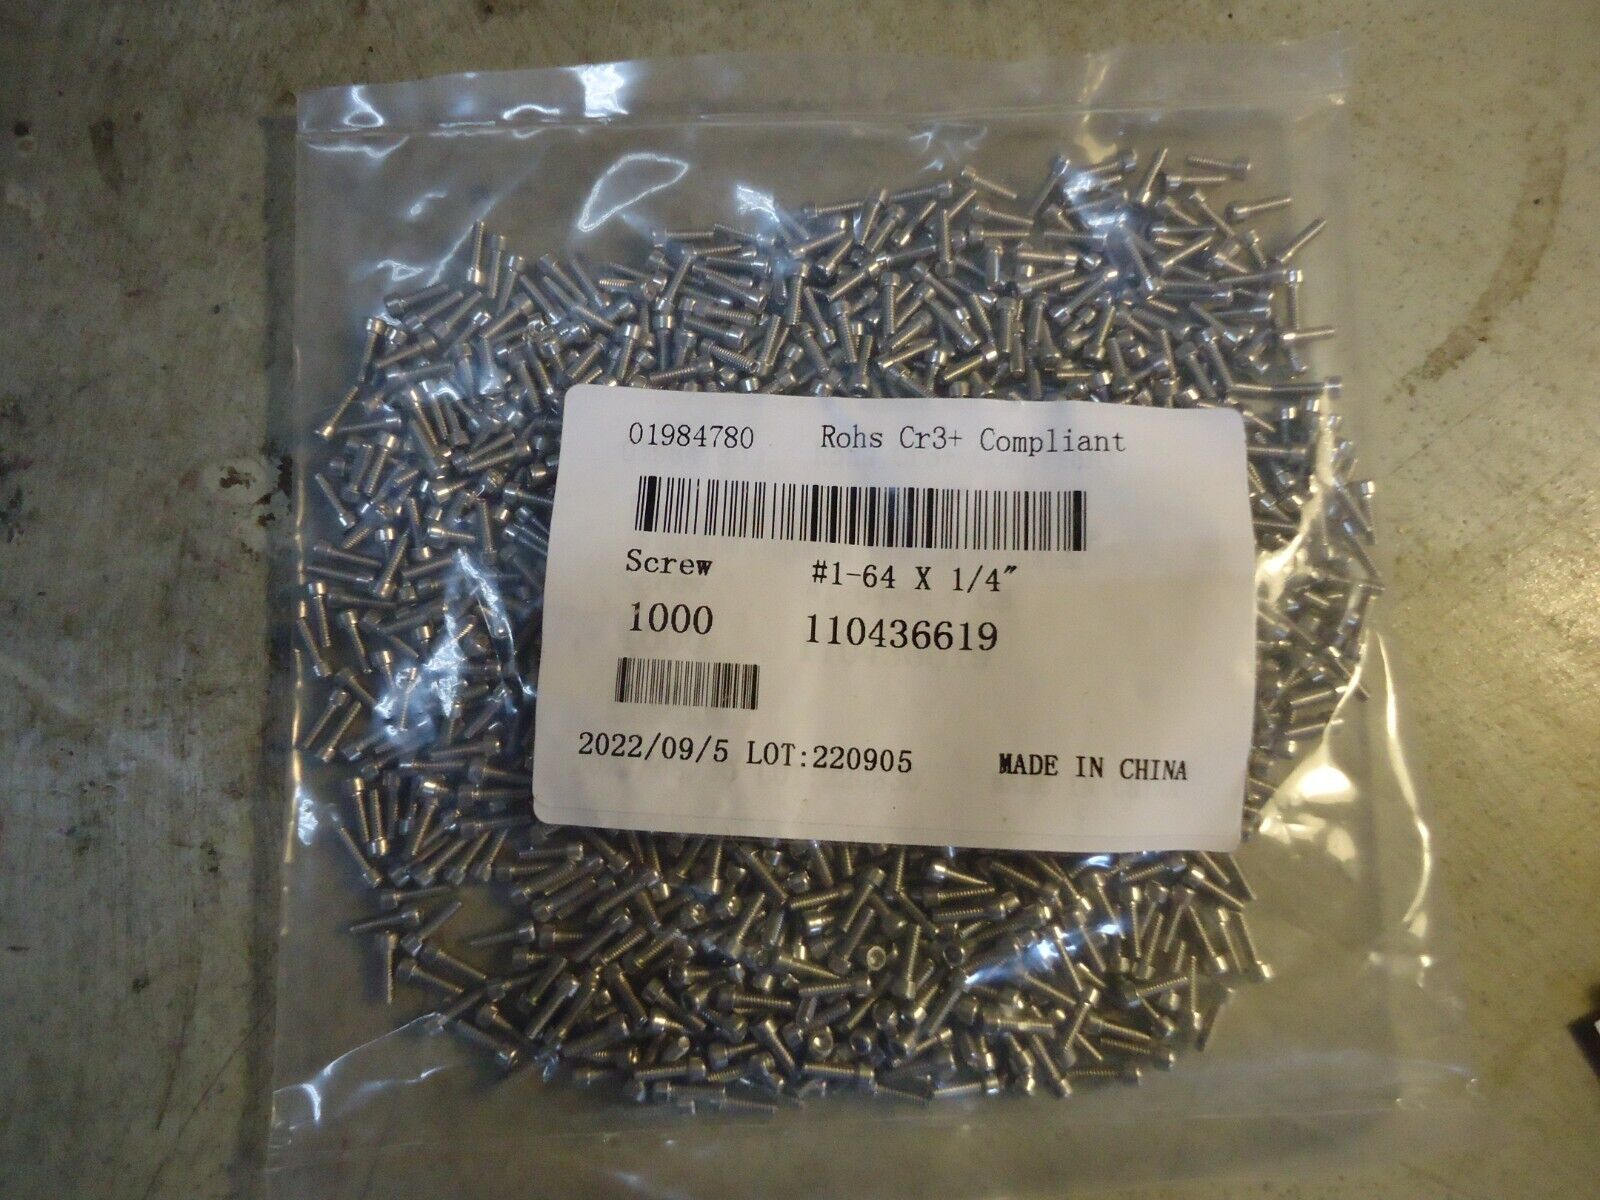 01984780 Rohs Cr3+ Compliant
Screw #1-64 X 1/4"
1000 110436619
2022/09/5 LOT:220905 MADE IN CHINA